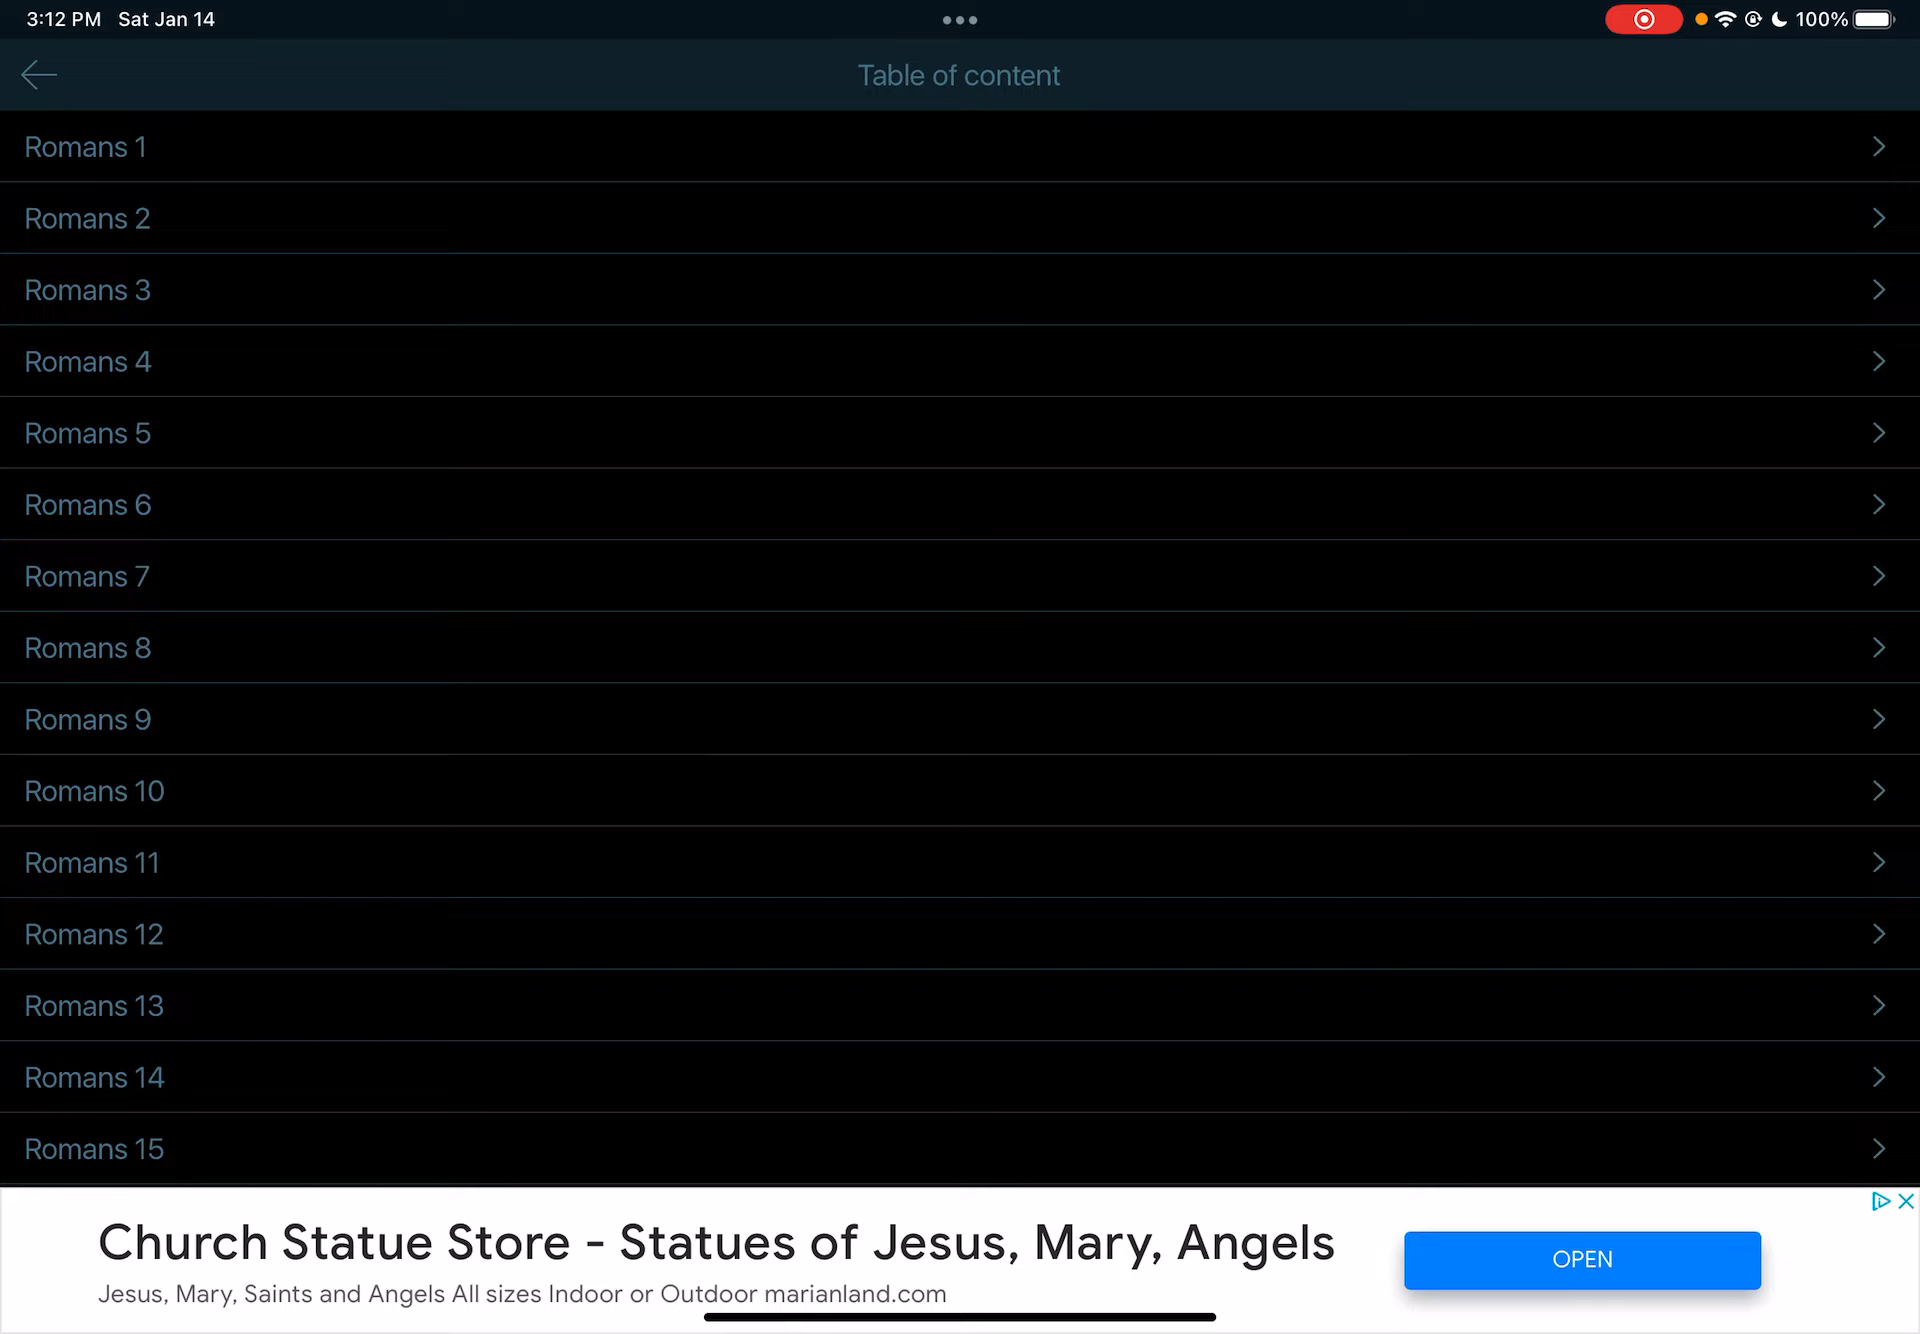 3:12 PM Sat Jan 14
100%
Table of content
Romans 1
Romans 2
Romans 3
Romans 4
Romans 5
Romans 6
Romans 7
Romans 8
Romans 9
Romans 10
Romans 11
Romans 12
Romans 13
Romans 14
Romans 15
Church Statue Store - Statues of Jesus, Mary, Angels
Jesus, Mary, Saints and Angels All sizes Indoor or Outdoor marianland.com
OPEN